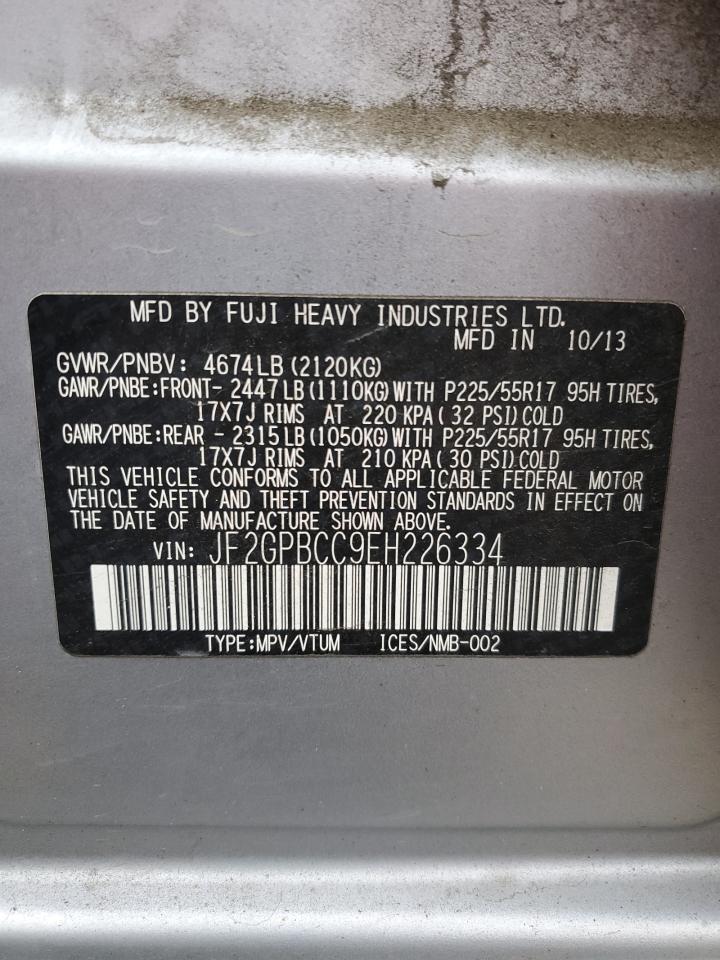 MFD BY FUJI HEAVY INDUSTRIES LTD.
MFD IN 10/13
GVWR/PNBV: 4674LB(2120KG)
GAWR/PNBE:FRONT- 2447LB(1110KG)WITH P225/55R17 95H TIRES,
17X7J RIMS AT 220 KPA(32 PSI)COLD
GAWR/PNBE:REAR - 2315LB(1050KG)WITH P225/55R17 95H TIRES,
17X7J RIMS AT 210 KPA(30 PSI)COLD
THIS VEHICLE CONFORMS TO ALL APPLICABLE FEDERAL MOTOR
VEHICLE SAFETY AND THEFT PREVENTION STANDARDS IN EFFECT ON
THE DATE OF MANUFACTURE SHOWN ABOVE.
VIN: JF2GPBCC9EH226334
TYPE:MPV/VTUM ICES/NMB-002